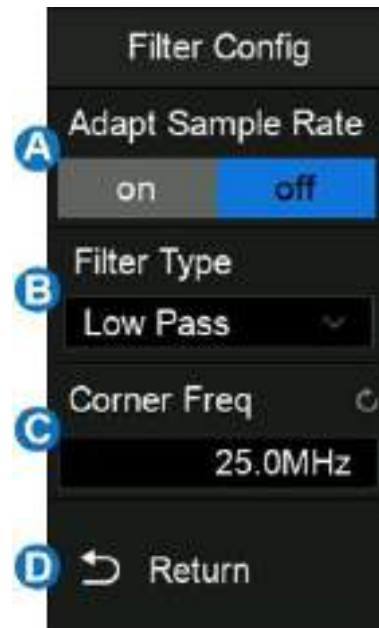 Filter Config
A
Adapt Sample Rate
on off
B
Filter Type
Low Pass
C
Corner Freq
25.0MHz
D
Return